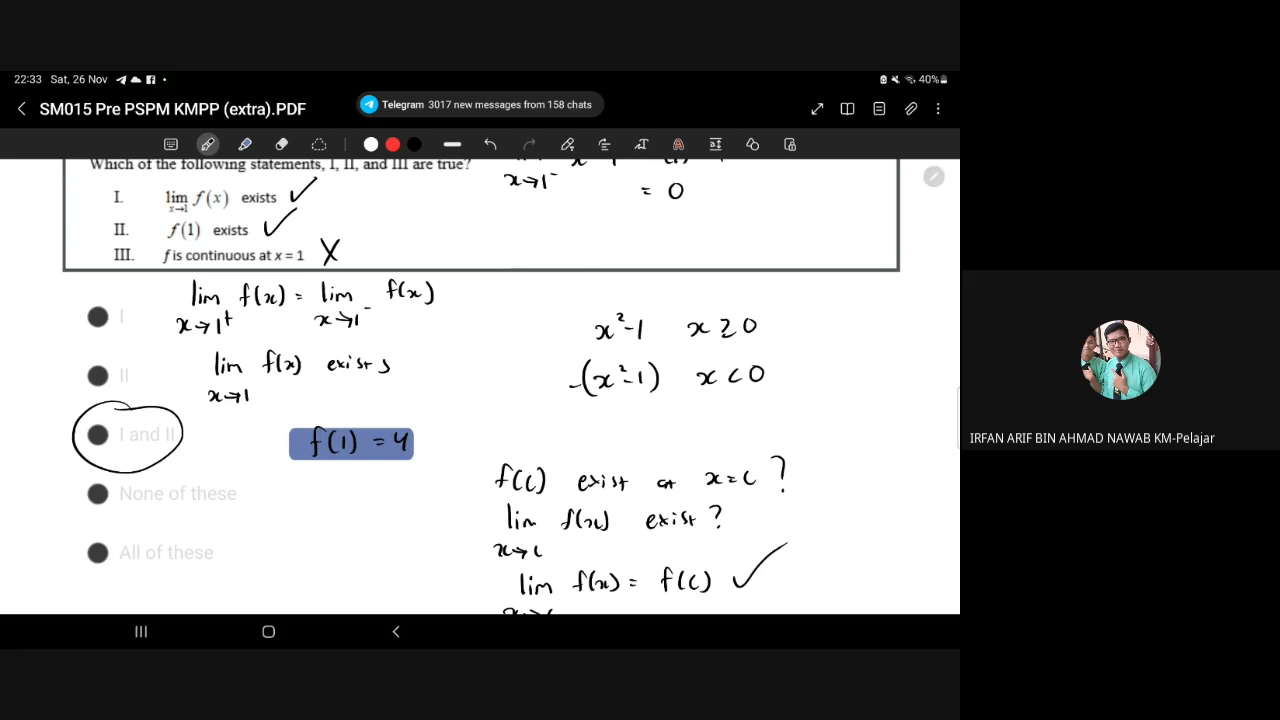 22:33 Sat, 26 Nov
40%
SM015 Pre PSPM KMPP (extra).PDF
Telegram 3017 new messages from 158 chats
Which of the following statements, I, II, and III are true?
x→1⁻
= 0
I. lim x→1 f(x) exists ✓
II. f(1) exists ✓
III. f is continuous at x = 1 X
lim x→1⁺ f(x) = lim x→1⁻ f(x)
I
x²-1 x ≥ 0
lim x→1 f(x) exists
II
-(x²-1) x < 0
I and II
f(1) = 4
f(c) exist at x=c ?
None of these
lim x→c f(x) exist ?
All of these
lim f(x) = f(c) ✓
IRFAN ARIF BIN AHMAD NAWAB KM-Pelajar